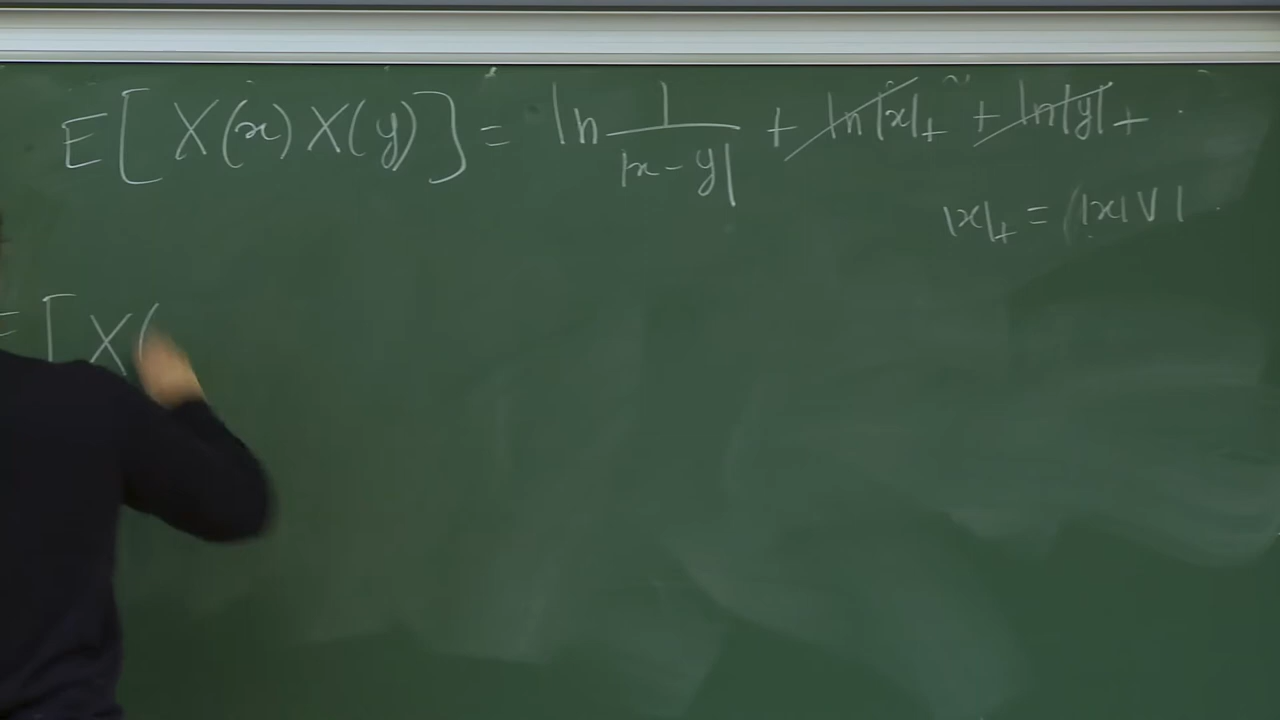 E[X(x)X(y)] = ln 1/|x-y| + ln|x|₊ + ln|y|₊ .
|x|₊ = |x| ∨ 1 .
= [ X(